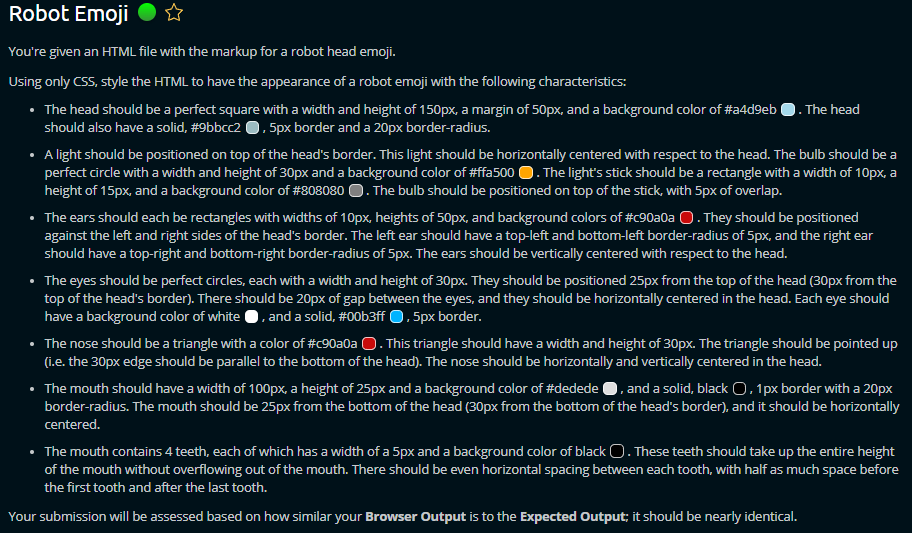 Robot Emoji
You're given an HTML file with the markup for a robot head emoji.
Using only CSS, style the HTML to have the appearance of a robot emoji with the following characteristics:
• The head should be a perfect square with a width and height of 150px, a margin of 50px, and a background color of #a4d9eb . The head
should also have a solid, #9bbcc2 , 5px border and a 20px border-radius.
• A light should be positioned on top of the head's border. This light should be horizontally centered with respect to the head. The bulb should be a
perfect circle with a width and height of 30px and a background color of #ffa500 . The light's stick should be a rectangle with a width of 10px, a
height of 15px, and a background color of #808080 . The bulb should be positioned on top of the stick, with 5px of overlap.
• The ears should each be rectangles with widths of 10px, heights of 50px, and background colors of #c90a0a . They should be positioned
against the left and right sides of the head's border. The left ear should have a top-left and bottom-left border-radius of 5px, and the right ear
should have a top-right and bottom-right border-radius of 5px. The ears should be vertically centered with respect to the head.
• The eyes should be perfect circles, each with a width and height of 30px. They should be positioned 25px from the top of the head (30px from the
top of the head's border). There should be 20px of gap between the eyes, and they should be horizontally centered in the head. Each eye should
have a background color of white , and a solid, #00b3ff , 5px border.
• The nose should be a triangle with a color of #c90a0a . This triangle should have a width and height of 30px. The triangle should be pointed up
(i.e. the 30px edge should be parallel to the bottom of the head). The nose should be horizontally and vertically centered in the head.
• The mouth should have a width of 100px, a height of 25px and a background color of #dedede , and a solid, black , 1px border with a 20px
border-radius. The mouth should be 25px from the bottom of the head (30px from the bottom of the head's border), and it should be horizontally
centered.
• The mouth contains 4 teeth, each of which has a width of a 5px and a background color of black . These teeth should take up the entire height
of the mouth without overflowing out of the mouth. There should be even horizontal spacing between each tooth, with half as much space before
the first tooth and after the last tooth.
Your submission will be assessed based on how similar your Browser Output is to the Expected Output; it should be nearly identical.